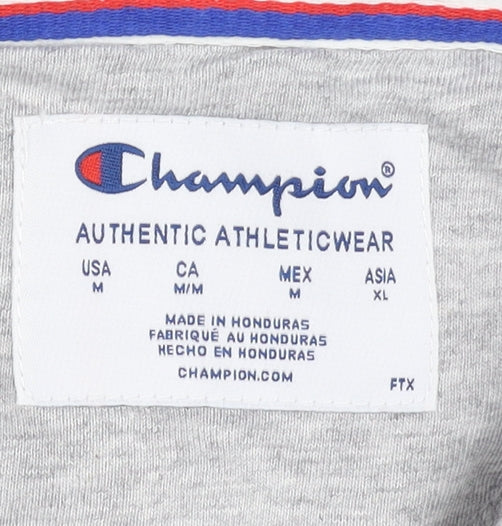 Champion®
AUTHENTIC ATHLETICWEAR
USA CA MEX ASIA
M M/M M XL
MADE IN HONDURAS
FABRIQUÉ AU HONDURAS
HECHO EN HONDURAS
CHAMPION.COM
FTX